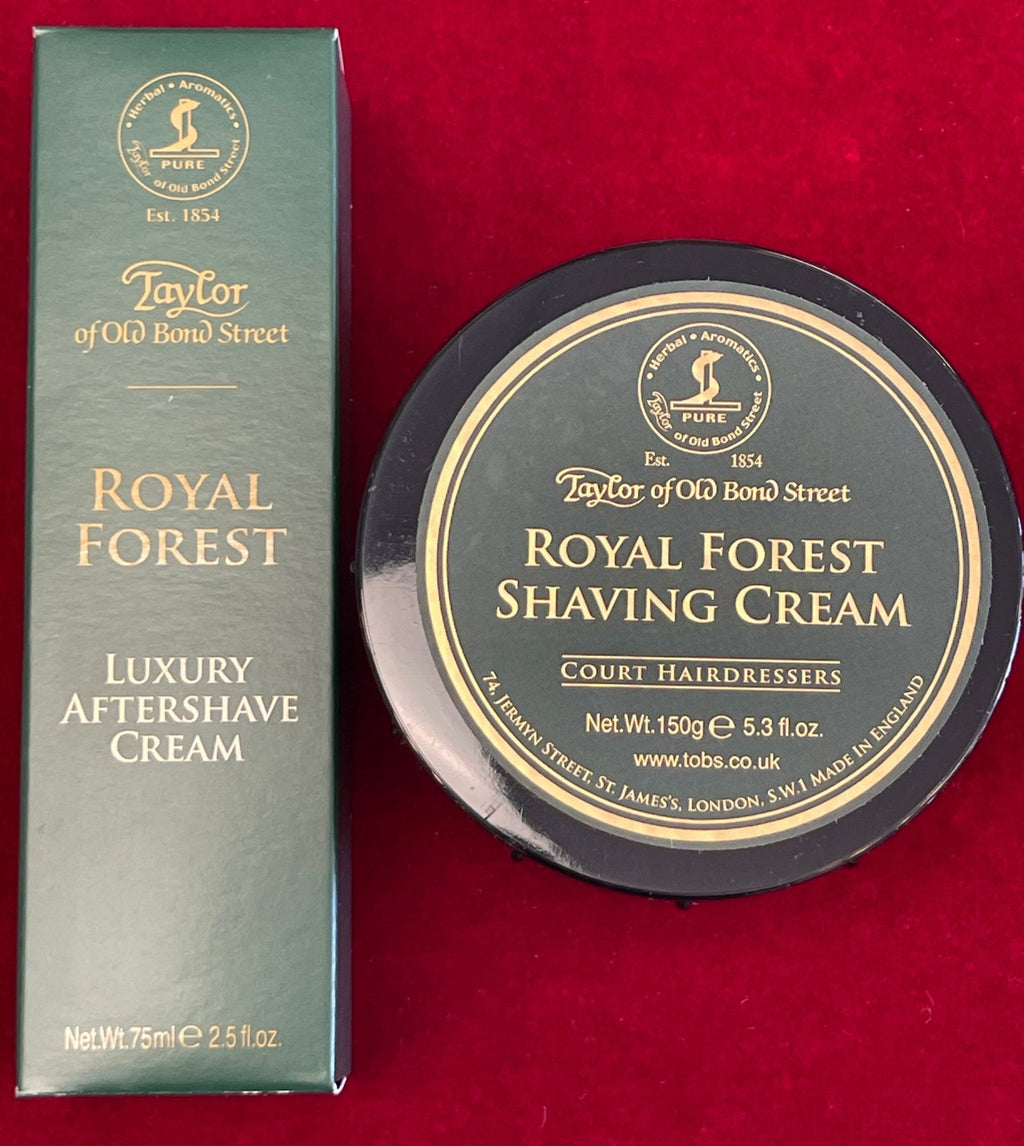 Herbal • Aromatics
PURE
Taylor of Old Bond Street
Est. 1854
Taylor
of Old Bond Street
ROYAL
FOREST
LUXURY
AFTERSHAVE
CREAM
Net.Wt.75ml e 2.5 fl.oz.
Herbal • Aromatics
PURE
Taylor of Old Bond Street
Est. 1854
Taylor of Old Bond Street
ROYAL FOREST
SHAVING CREAM
COURT HAIRDRESSERS
Net.Wt.150g e 5.3 fl.oz.
www.tobs.co.uk
74, JERMYN STREET, ST. JAMES'S, LONDON, S.W.1 MADE IN ENGLAND